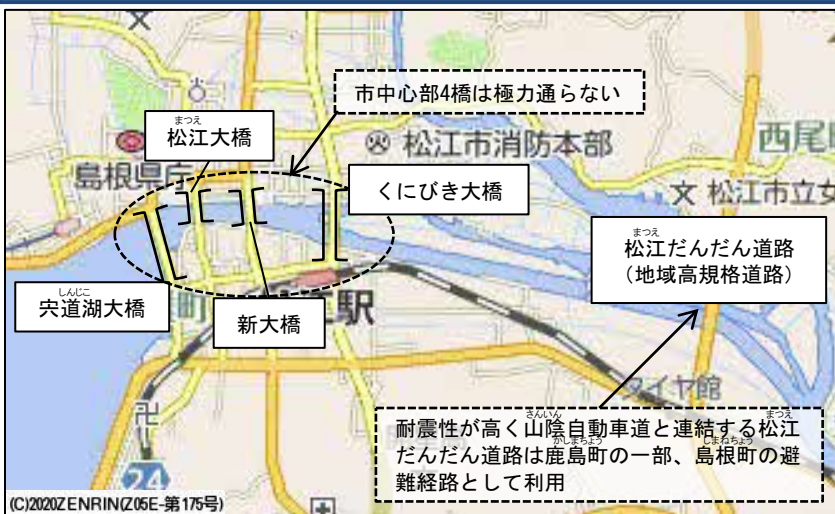 市中心部4橋は極力通らない
まつえ
松江大橋
松江市消防本部
西尾
島根県庁
くにびき大橋
文 松江市立女
まつえ
松江だんだん道路
（地域高規格道路）
しんじこ
宍道湖大橋
町
新大橋
駅
タイヤ館
さんいん まつえ
耐震性が高く山陰自動車道と連結する松江
かしまちょう しまねちょう
だんだん道路は鹿島町の一部、島根町の避
難経路として利用
24
(C)2020ZENRIN(Z05E-第175号)